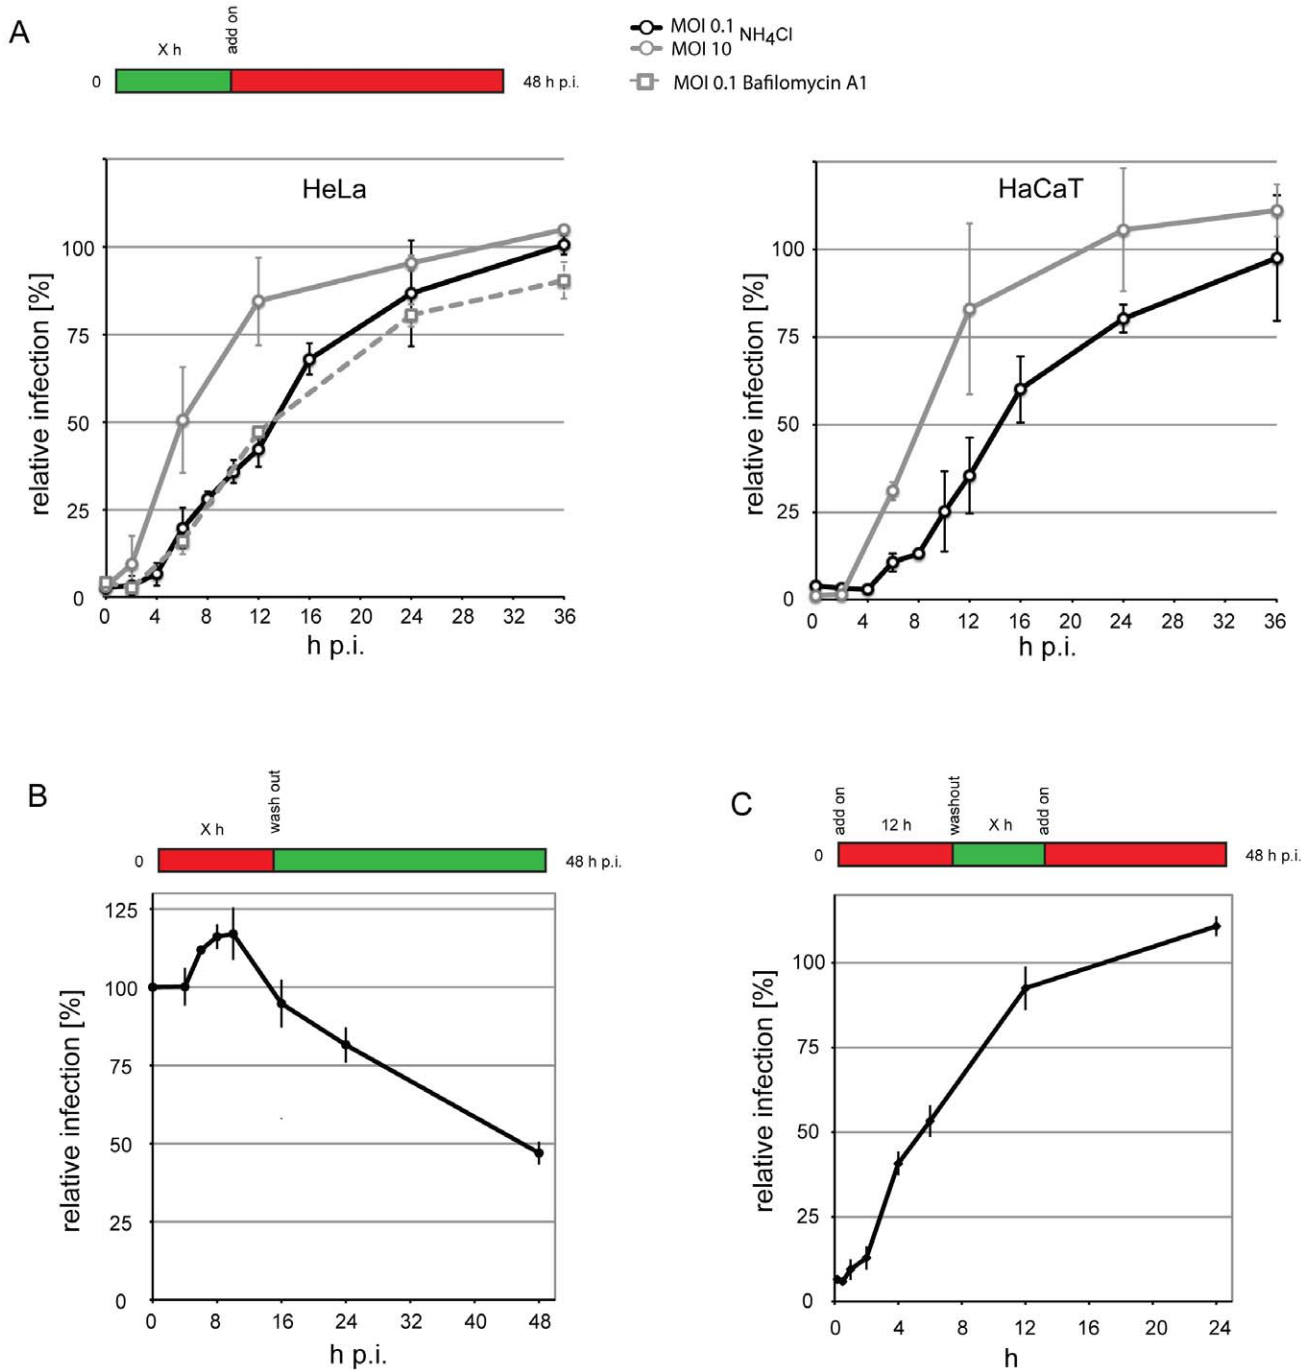 A
X h
add on
0
48 h p.i.
MOI 0.1 NH4Cl
MOI 10
MOI 0.1 Bafilomycin A1
HeLa
relative infection [%]
100
75
50
25
0
0 4 8 12 16 20 24 28 32 36
h p.i.
HaCaT
relative infection [%]
100
75
50
25
0
0 4 8 12 16 20 24 28 32 36
h p.i.
B
X h
wash out
0
48 h p.i.
relative infection [%]
125
100
75
50
25
0
0 8 16 24 32 40 48
h p.i.
C
add on
12 h
washout
X h
add on
0
48 h p.i.
relative infection [%]
100
75
50
25
0
0 4 8 12 16 20 24
h